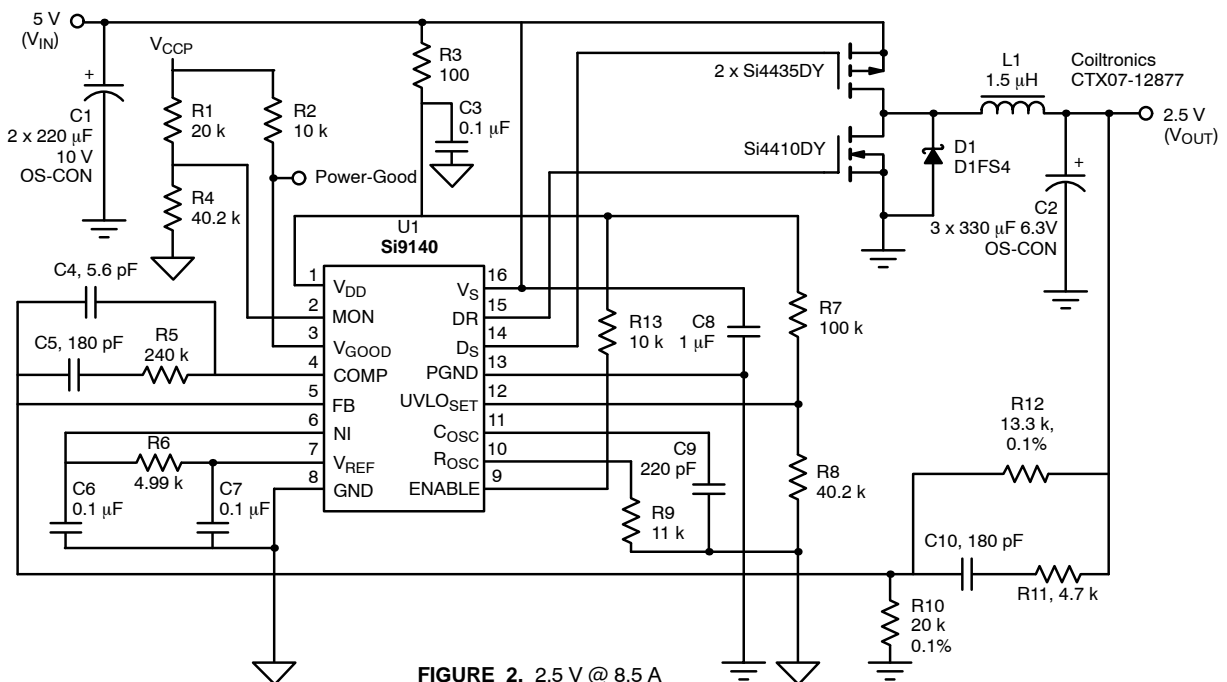 5 V
(V_IN)
V_CCP
R3
100
2 x Si4435DY
L1
1.5 μH
Coiltronics
CTX07-12877
+
C1
2 x 220 μF
10 V
OS-CON
R1
20 k
R2
10 k
C3
0.1 μF
2.5 V
(V_OUT)
Si4410DY
D1
D1FS4
+
C2
3 x 330 μF 6.3V
OS-CON
Power-Good
R4
40.2 k
U1
Si9140
C4, 5.6 pF
C5, 180 pF
R5
240 k
1
V_DD
2
MON
3
V_GOOD
4
COMP
5
FB
6
NI
7
V_REF
8
GND
16
V_S
15
DR
14
D_S
13
PGND
12
UVLO_SET
11
C_OSC
10
R_OSC
9
ENABLE
R13
10 k
C8
1 μF
R7
100 k
R6
4.99 k
C6
0.1 μF
C7
0.1 μF
C9
220 pF
R9
11 k
R8
40.2 k
R12
13.3 k,
0.1%
C10, 180 pF
R11, 4.7 k
R10
20 k
0.1%
FIGURE 2. 2.5 V @ 8.5 A